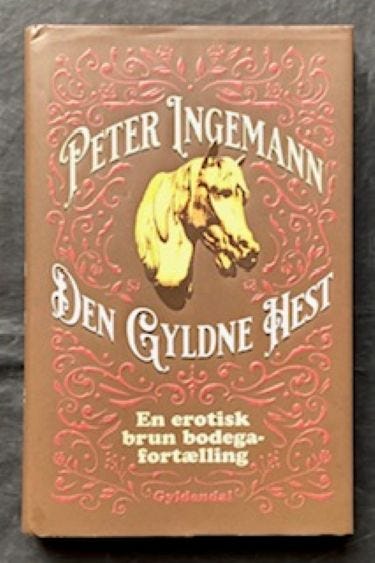 PETER INGEMANN
DEN GYLDNE HEST
En erotisk
brun bodega-
fortælling
Gyldendal